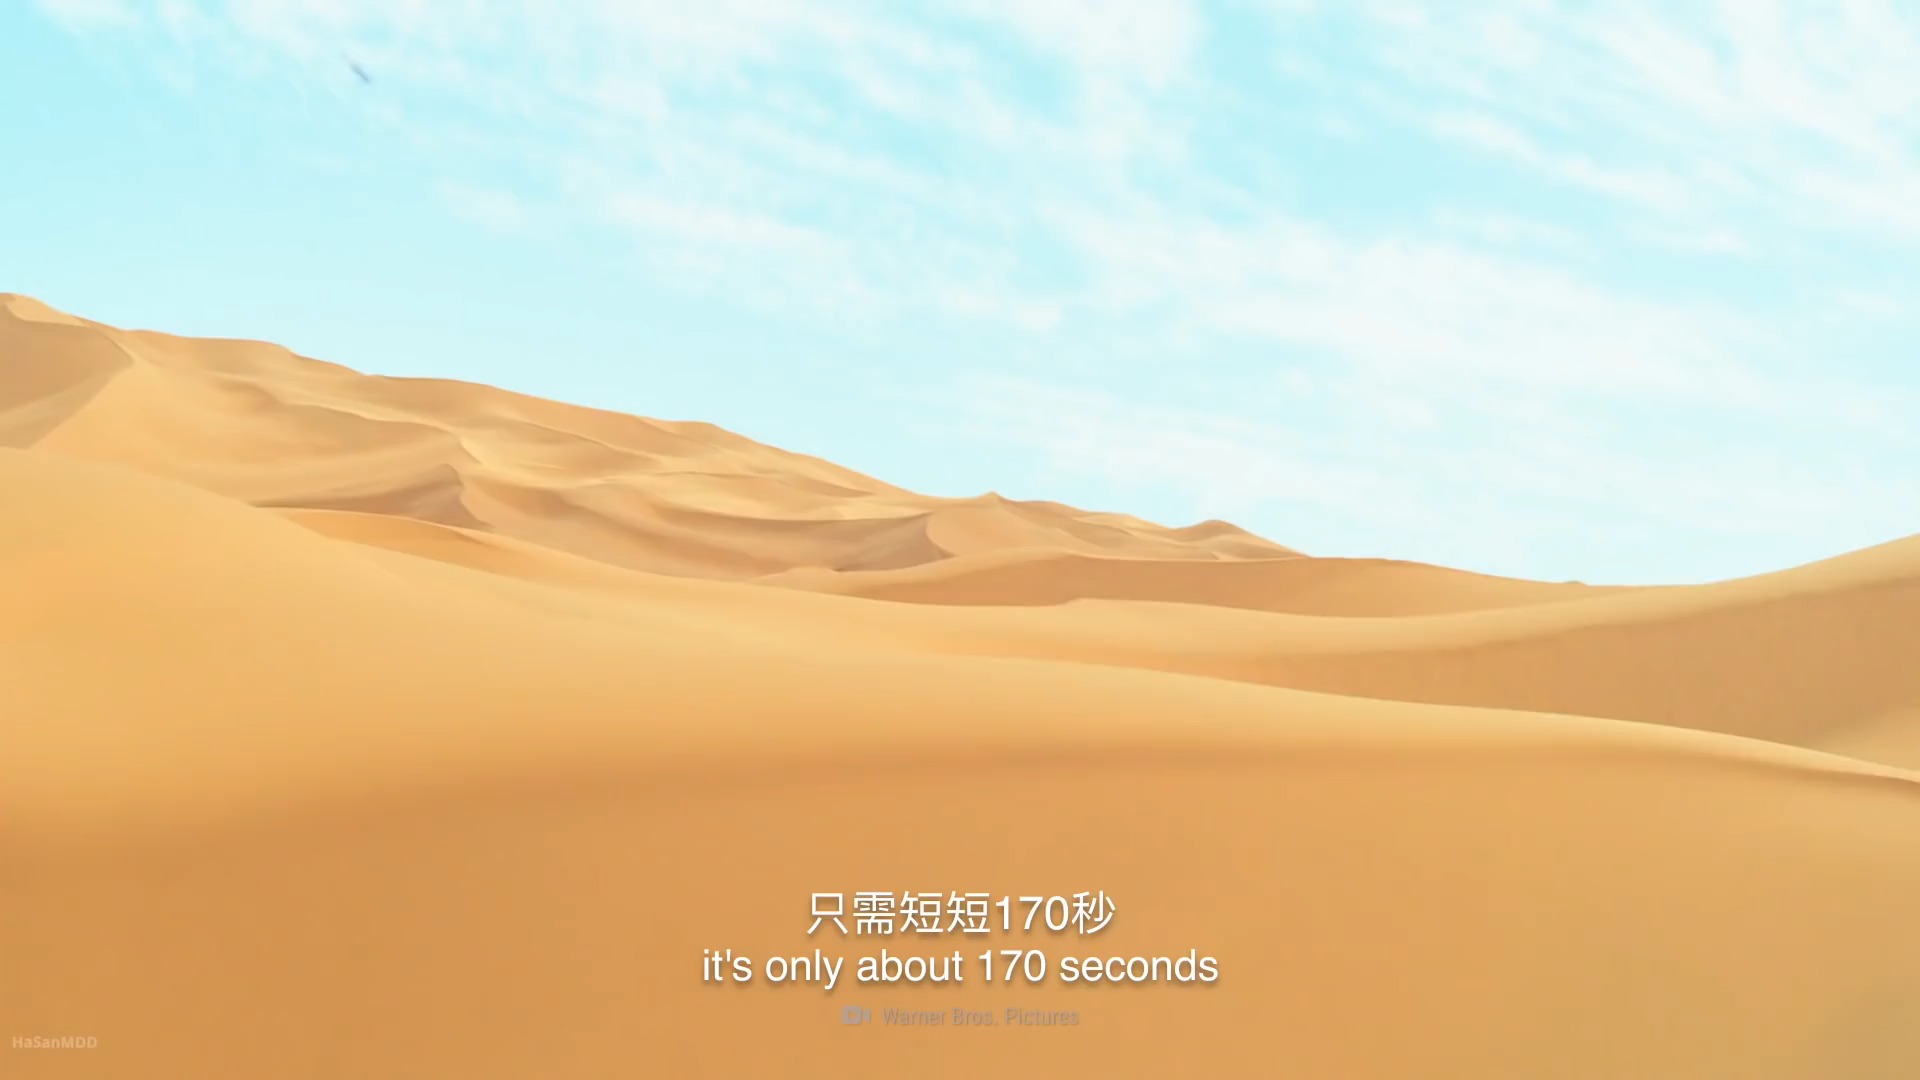 只需短短170秒
it's only about 170 seconds
Warner Bros. Pictures
HaSanMDD